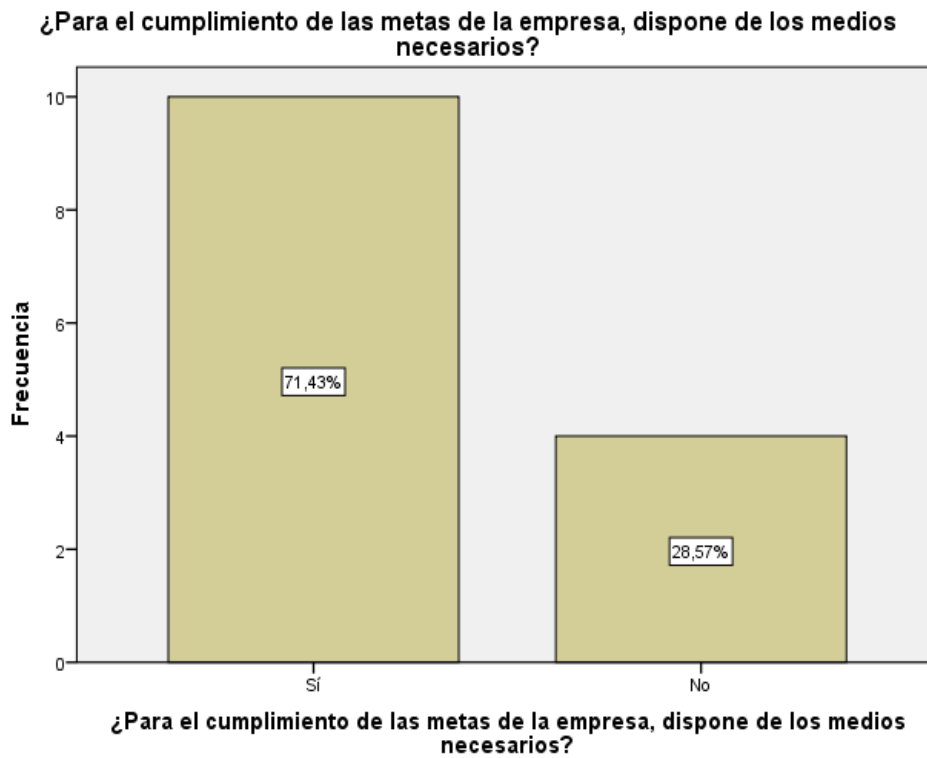 ¿Para el cumplimiento de las metas de la empresa, dispone de los medios
necesarios?
10
8
6
4
2
0
Frecuencia
71,43%
28,57%
Sí
No
¿Para el cumplimiento de las metas de la empresa, dispone de los medios
necesarios?